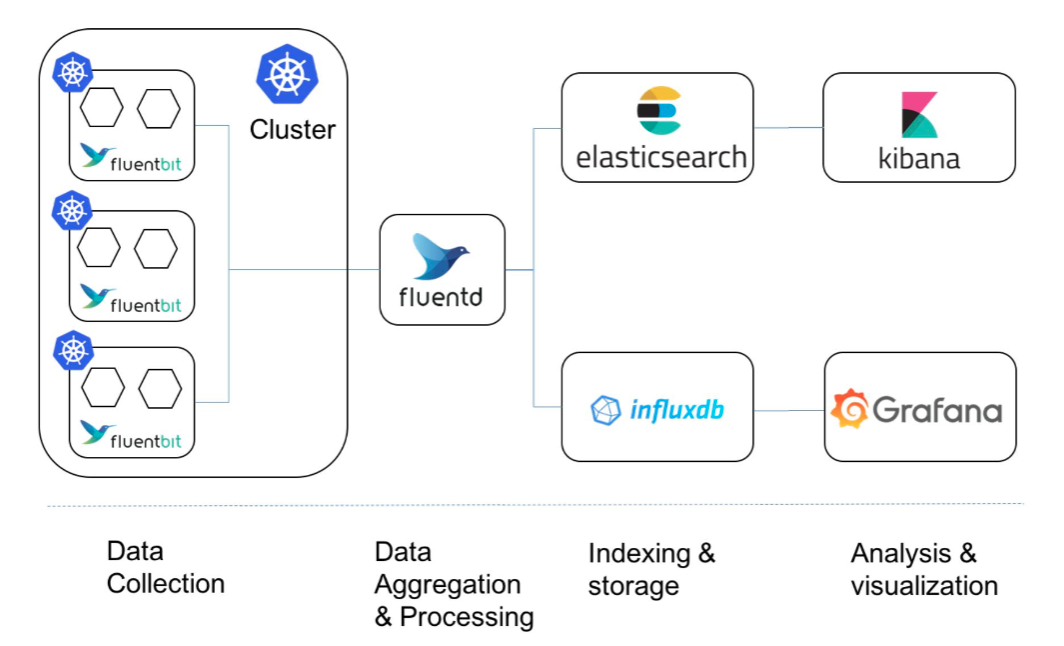 Cluster
fluentbit
fluentbit
fluentbit
fluentd
elasticsearch
kibana
influxdb
Grafana
Data
Collection
Data
Aggregation
& Processing
Indexing &
storage
Analysis &
visualization